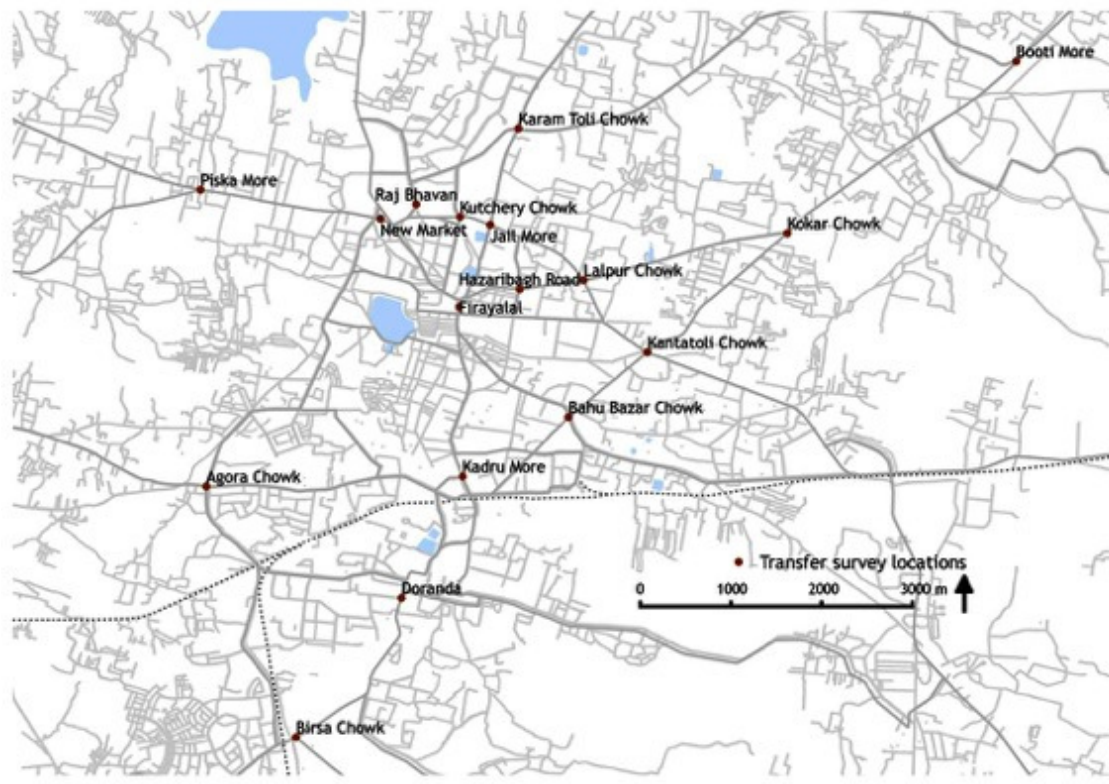 Booti More
Karam Toli Chowk
Piska More
Raj Bhavan
Kutchery Chowk
New Market
Jail More
Kokar Chowk
Lalpur Chowk
Hazaribagh Road
Firayalal
Kantatoli Chowk
Bahu Bazar Chowk
Kadru More
Agora Chowk
Transfer survey locations
0 1000 2000 3000 m
Doranda
Birsa Chowk